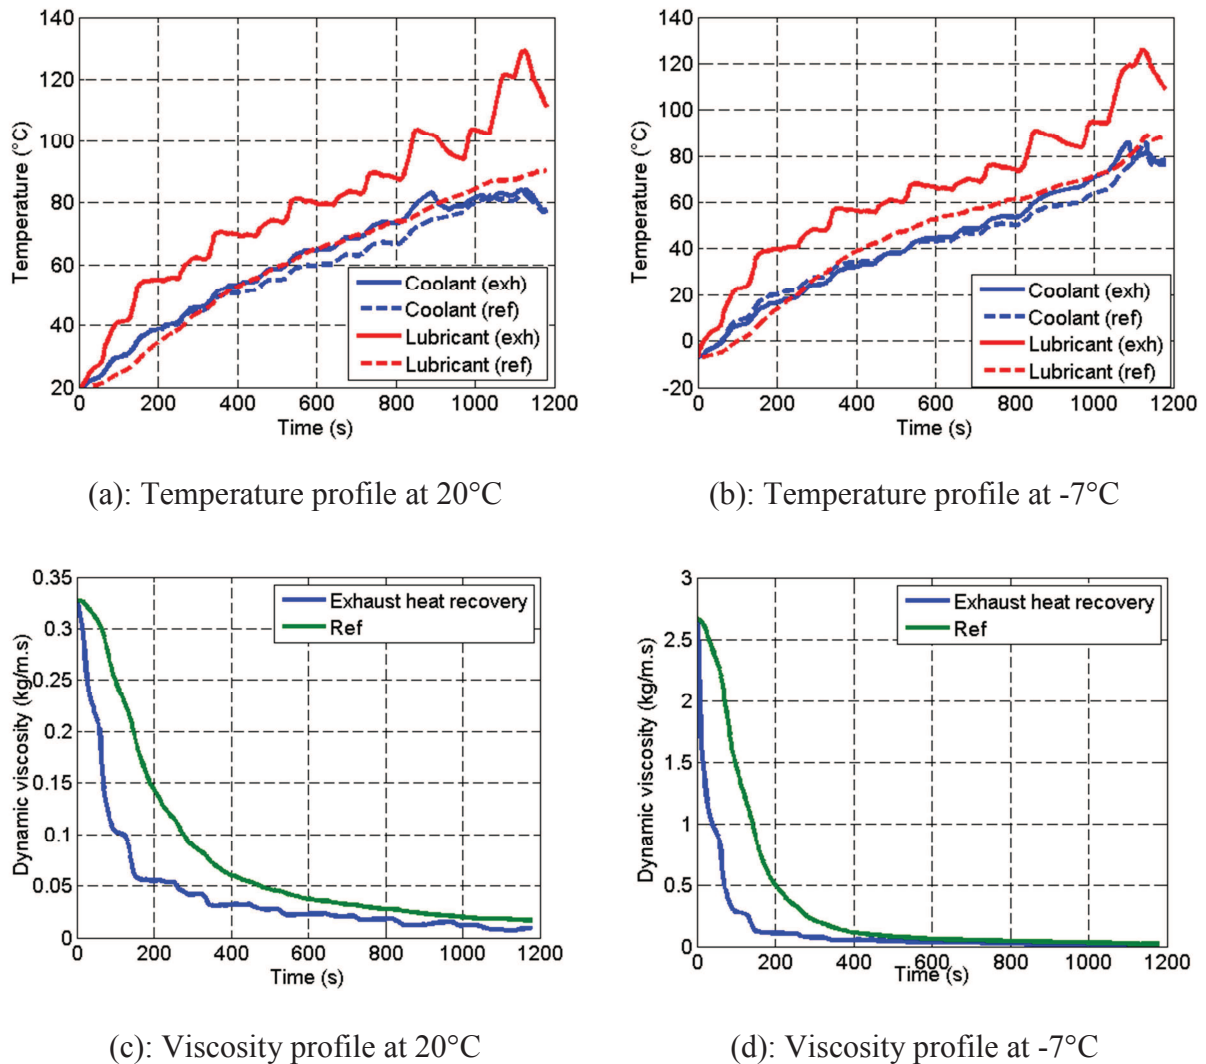 140
120
100
80
60
40
20
Temperature (°C)
0 200 400 600 800 1000 1200
Time (s)
Coolant (exh)
Coolant (ref)
Lubricant (exh)
Lubricant (ref)
(a): Temperature profile at 20°C
140
120
100
80
60
40
20
0
-20
Temperature (°C)
0 200 400 600 800 1000 1200
Time (s)
Coolant (exh)
Coolant (ref)
Lubricant (exh)
Lubricant (ref)
(b): Temperature profile at -7°C
0.35
0.3
0.25
0.2
0.15
0.1
0.05
0
Dynamic viscosity (kg/m.s)
0 200 400 600 800 1000 1200
Time (s)
Exhaust heat recovery
Ref
(c): Viscosity profile at 20°C
3
2.5
2
1.5
1
0.5
0
Dynamic viscosity (kg/m.s)
0 200 400 600 800 1000 1200
Time (s)
Exhaust heat recovery
Ref
(d): Viscosity profile at -7°C